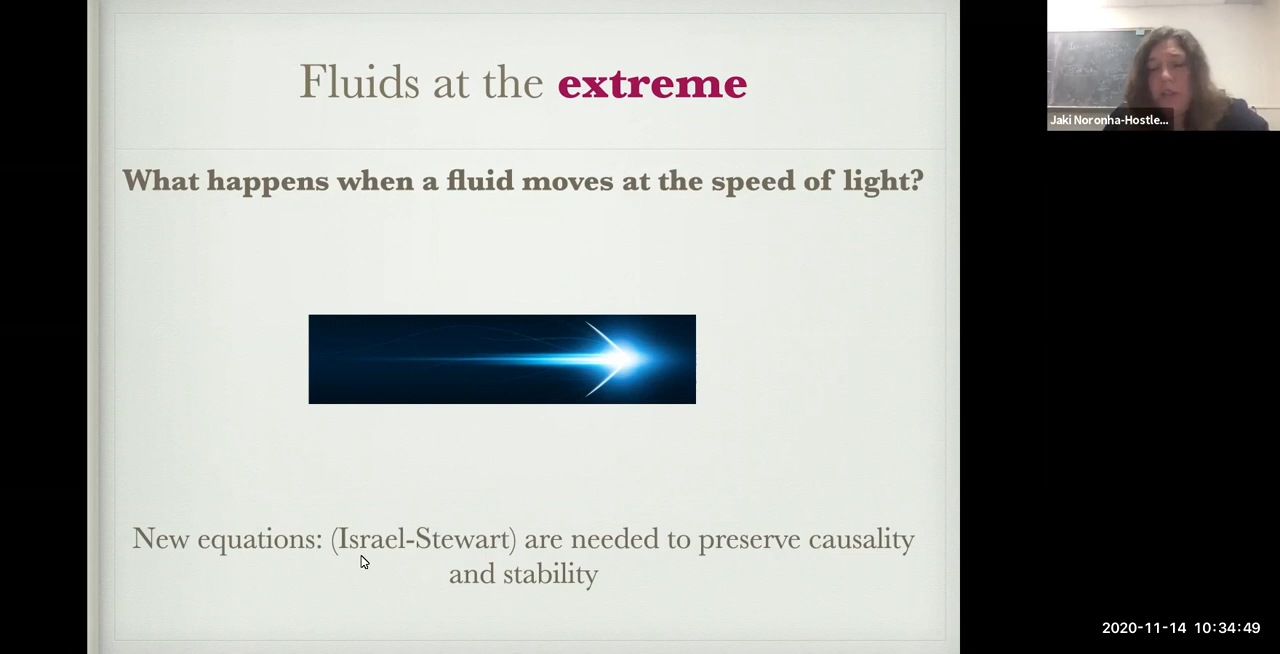 Fluids at the extreme
What happens when a fluid moves at the speed of light?
New equations: (Israel-Stewart) are needed to preserve causality
and stability
Jaki Noronha-Hostle...
2020-11-14 10:34:49